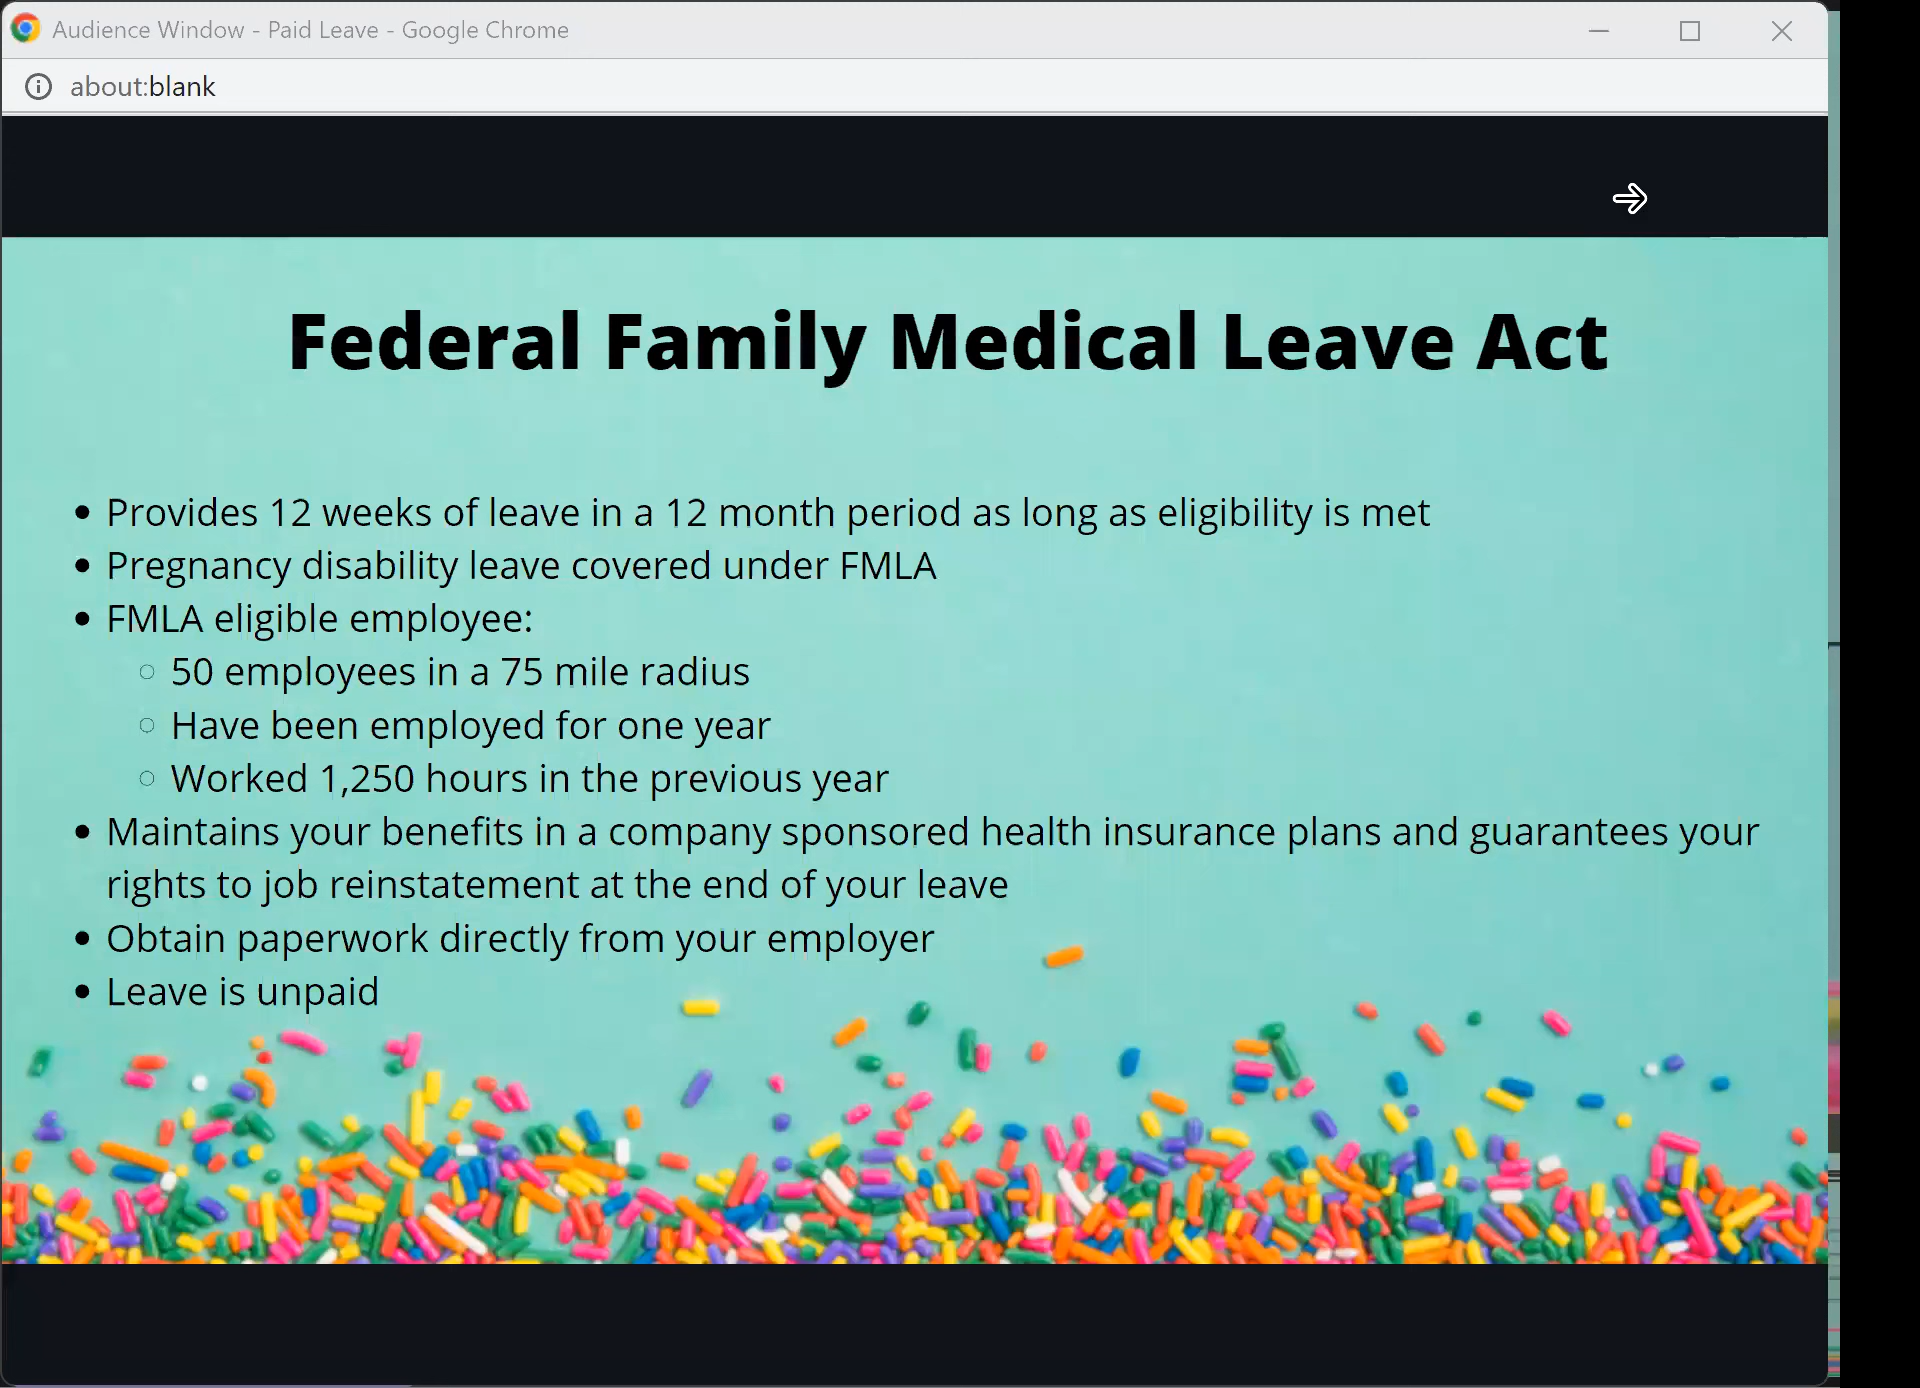 Audience Window - Paid Leave - Google Chrome
about:blank
Federal Family Medical Leave Act
• Provides 12 weeks of leave in a 12 month period as long as eligibility is met
• Pregnancy disability leave covered under FMLA
• FMLA eligible employee:
○ 50 employees in a 75 mile radius
○ Have been employed for one year
○ Worked 1,250 hours in the previous year
• Maintains your benefits in a company sponsored health insurance plans and guarantees your
rights to job reinstatement at the end of your leave
• Obtain paperwork directly from your employer
• Leave is unpaid